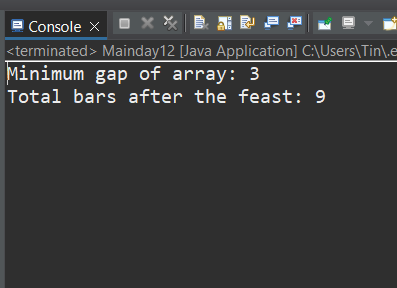 Console
<terminated> Mainday12 [Java Application] C:\Users\Tin\.e
Minimum gap of array: 3
Total bars after the feast: 9